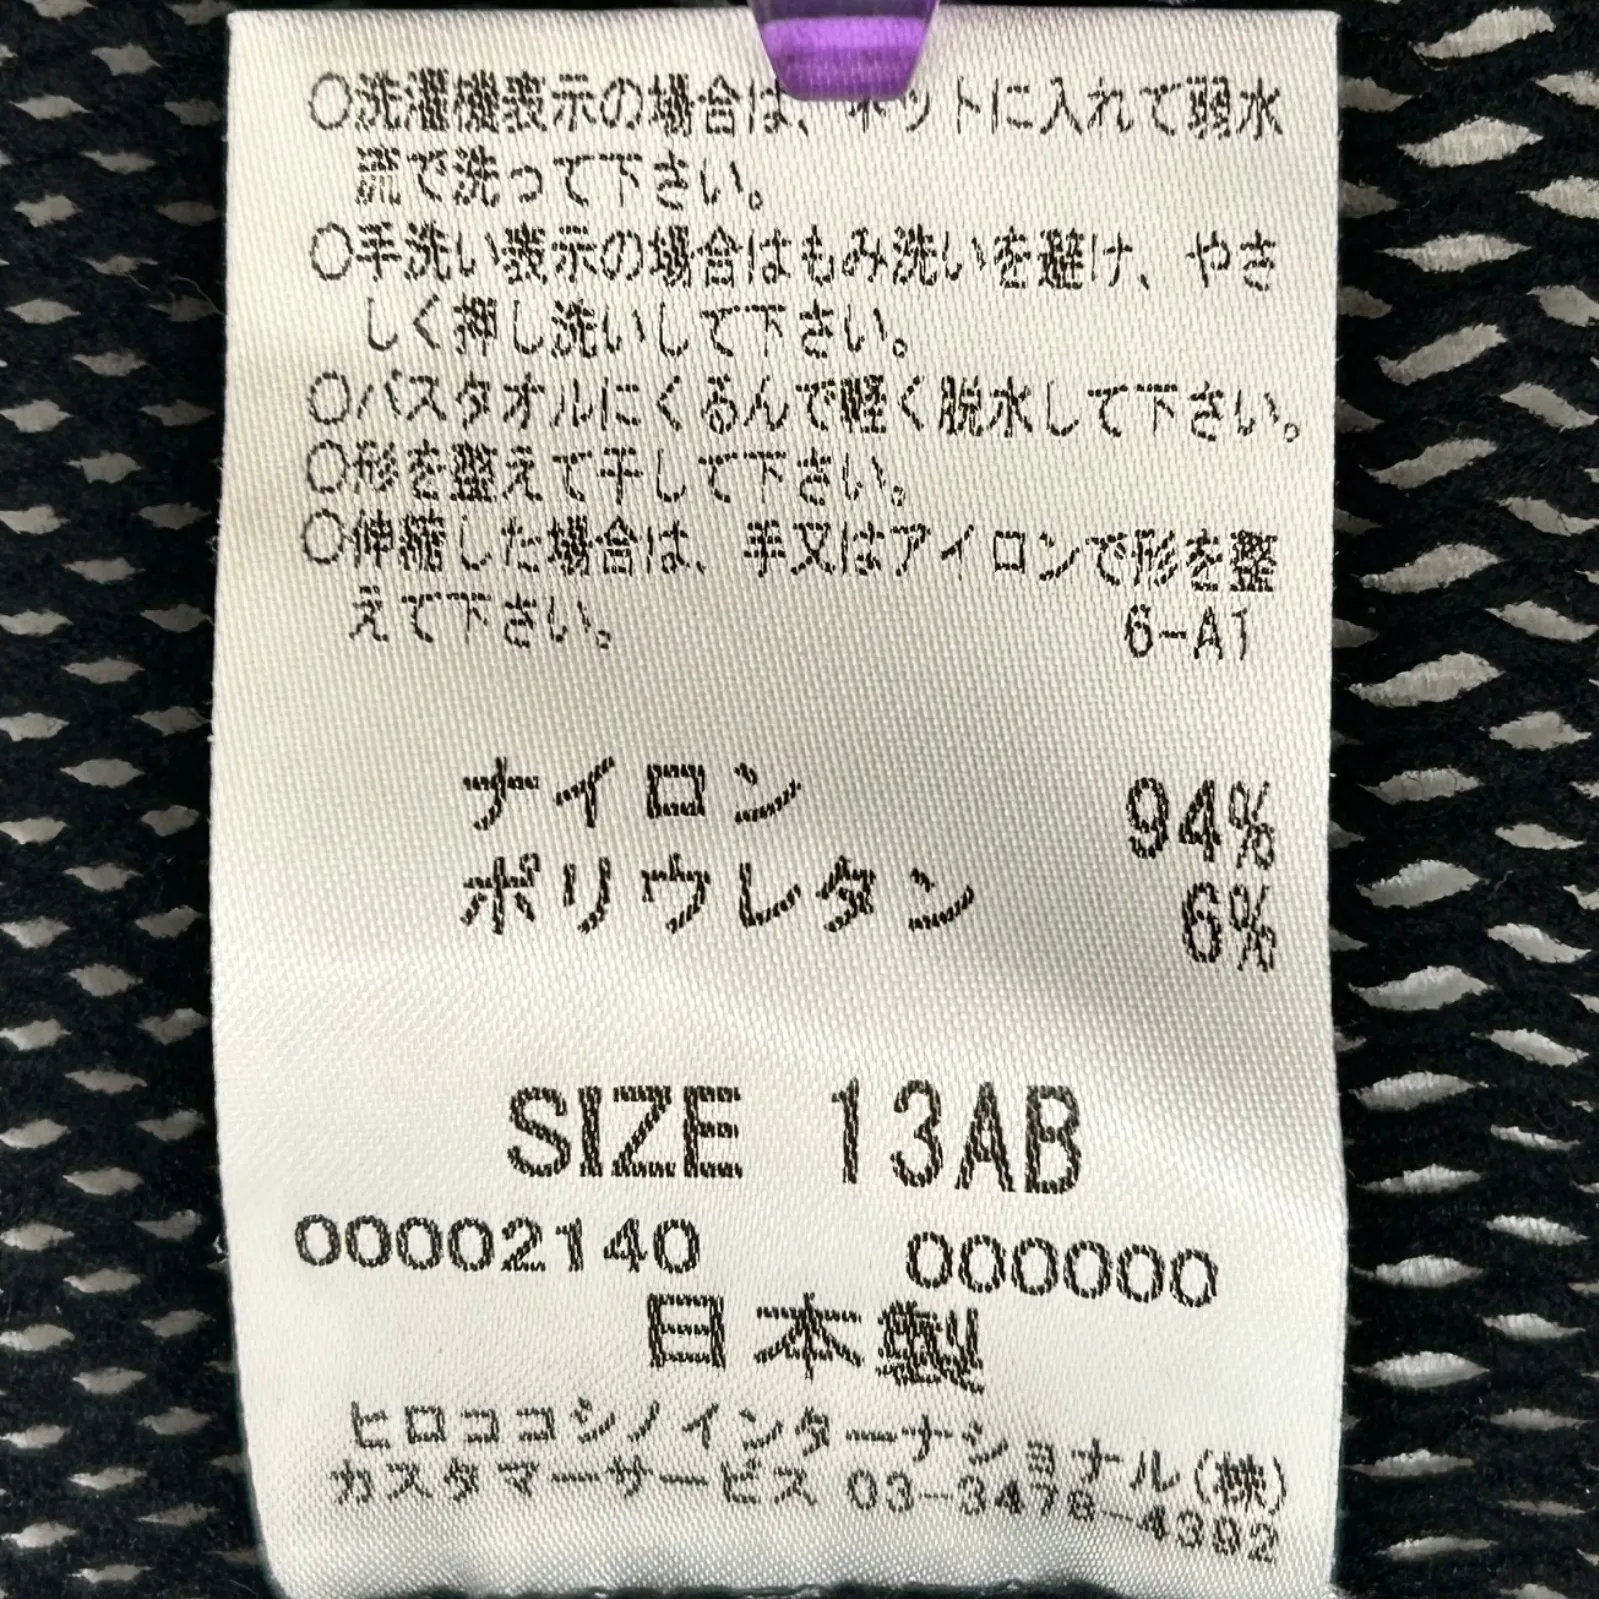 ○洗濯機表示の場合は、ネットに入れて弱水
流で洗って下さい。
○手洗い表示の場合はもみ洗いを避け、やさ
しく押し洗いして下さい。
○バスタオルにくるんで軽く脱水して下さい。
○形を整えて干して下さい。
○伸縮した場合は、手又はアイロンで形を整
えて下さい。
6-A1
ナイロン 94%
ポリウレタン 6%
SIZE 13AB
00002140 000000
日本製
ヒロココシノインターナショナル(株)
カスタマーサービス 03-3478-4392